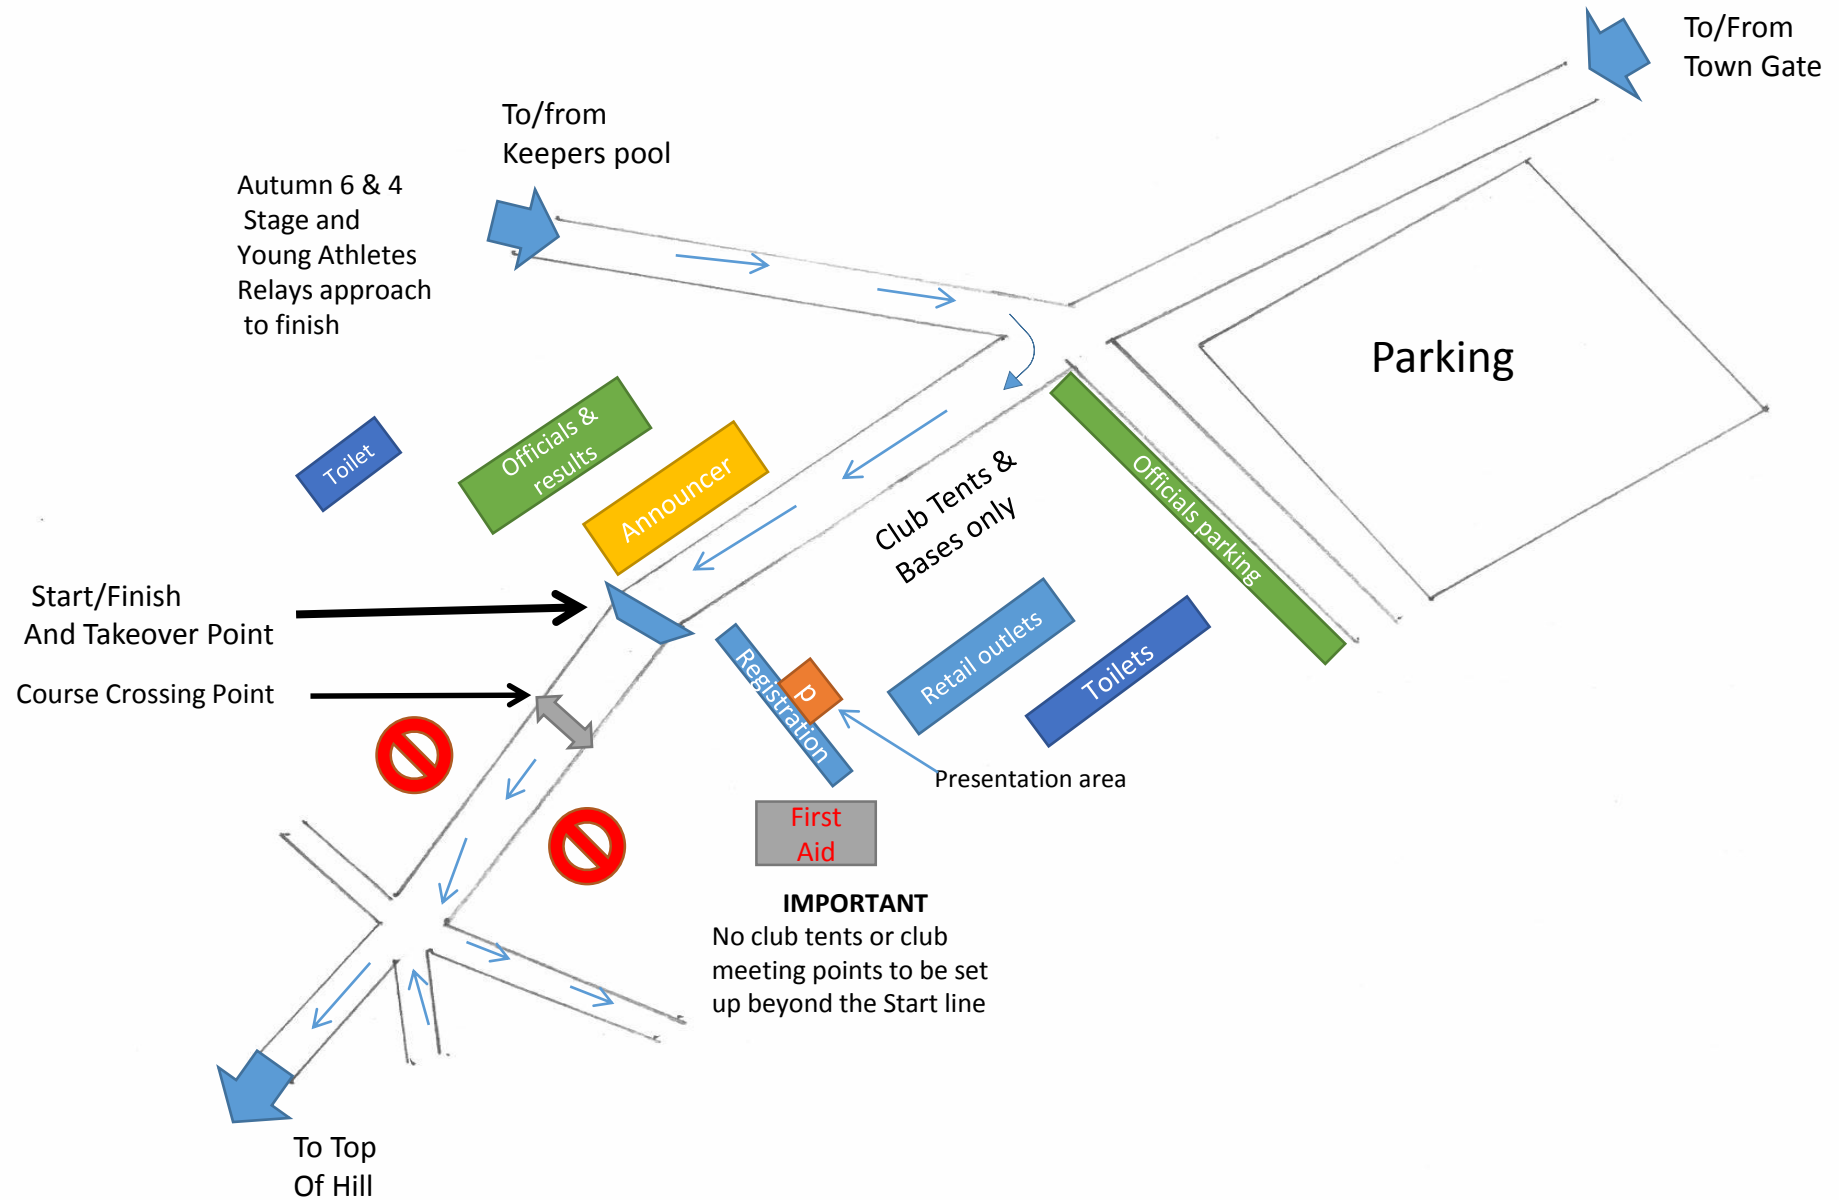 To/From
Town Gate
To/from
Keepers pool
Autumn 6 & 4
Stage and
Young Athletes
Relays approach
to finish
Parking
Toilet
Officials &
results
Announcer
Club Tents &
Bases only
Officials parking
Start/Finish
And Takeover Point
Course Crossing Point
Registration
p
Retail outlets
Toilets
Presentation area
First
Aid
IMPORTANT
No club tents or club
meeting points to be set
up beyond the Start line
To Top
Of Hill